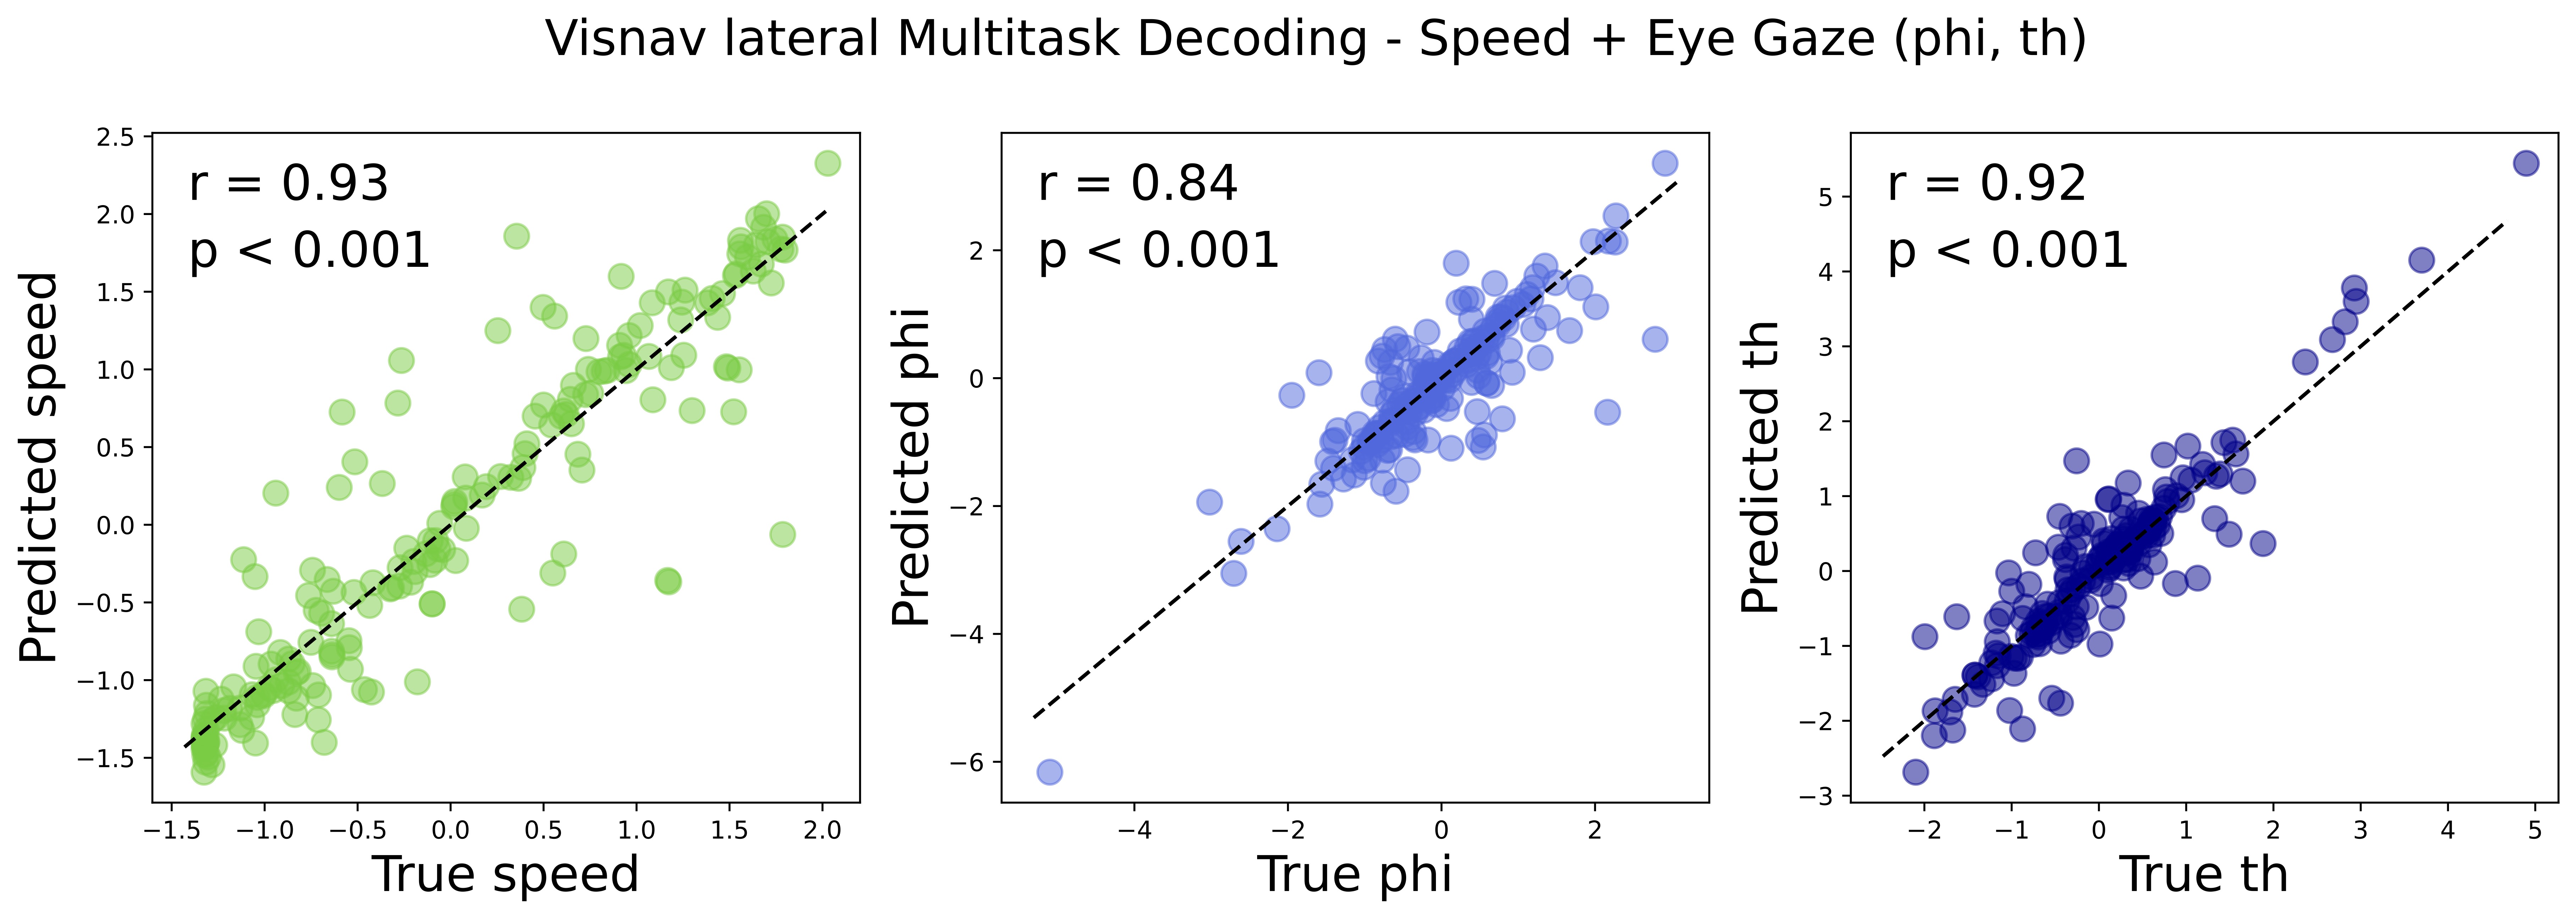 Visnav lateral Multitask Decoding - Speed + Eye Gaze (phi, th)
r = 0.93
p < 0.001
Predicted speed
2.5
2.0
1.5
1.0
0.5
0.0
−0.5
−1.0
−1.5
−1.5 −1.0 −0.5 0.0 0.5 1.0 1.5 2.0
True speed
r = 0.84
p < 0.001
Predicted phi
2
0
−2
−4
−6
−4 −2 0 2
True phi
r = 0.92
p < 0.001
Predicted th
5
4
3
2
1
0
−1
−2
−3
−2 −1 0 1 2 3 4 5
True th